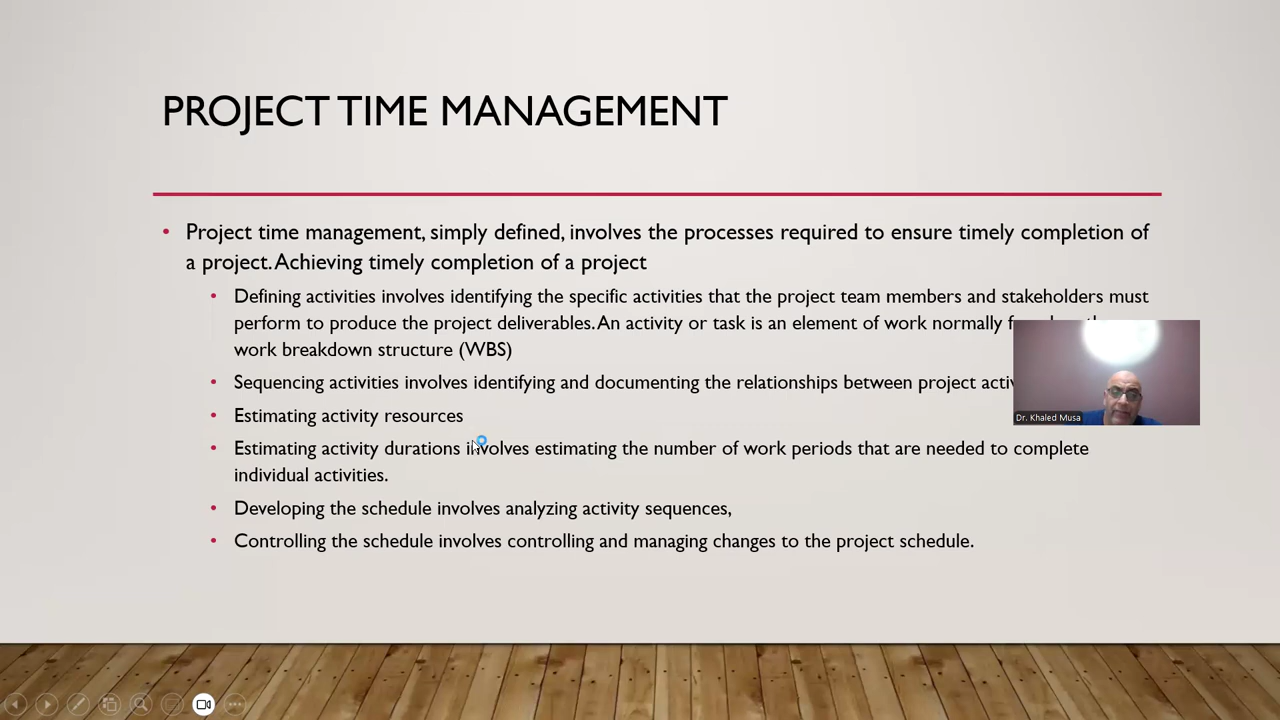 PROJECT TIME MANAGEMENT
• Project time management, simply defined, involves the processes required to ensure timely completion of
a project. Achieving timely completion of a project
• Defining activities involves identifying the specific activities that the project team members and stakeholders must
perform to produce the project deliverables. An activity or task is an element of work normally
work breakdown structure (WBS)
• Sequencing activities involves identifying and documenting the relationships between project
• Estimating activity resources
Dr. Khaled Musa
• Estimating activity durations involves estimating the number of work periods that are needed to complete
individual activities.
• Developing the schedule involves analyzing activity sequences,
• Controlling the schedule involves controlling and managing changes to the project schedule.